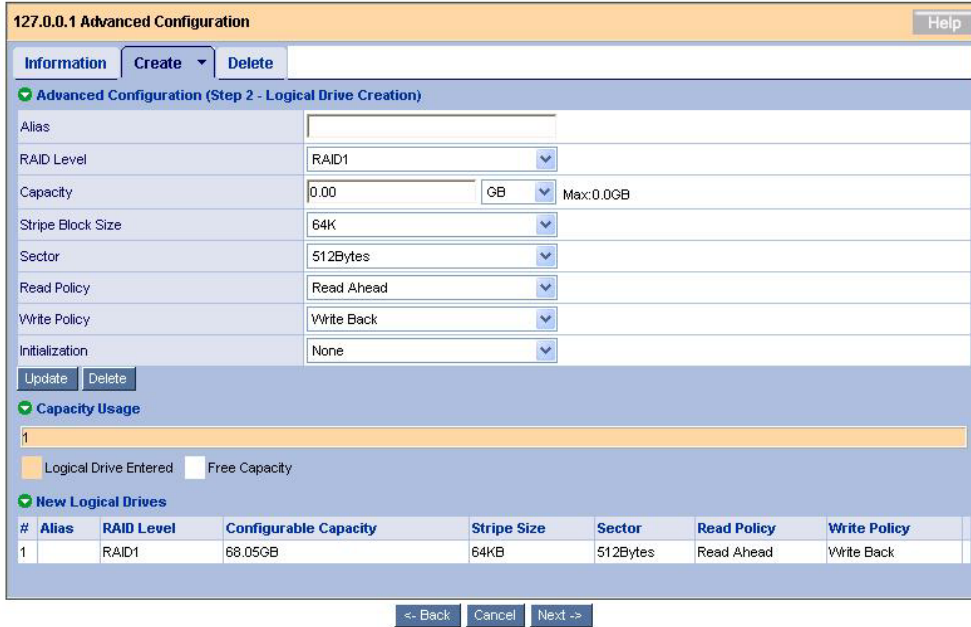 127.0.0.1 Advanced Configuration Help
Information Create Delete
Advanced Configuration (Step 2 - Logical Drive Creation)
Alias
RAID Level RAID1
Capacity 0.00 GB Max:0.0GB
Stripe Block Size 64K
Sector 512Bytes
Read Policy Read Ahead
Write Policy Write Back
Initialization None
Update Delete
Capacity Usage
1
Logical Drive Entered Free Capacity
New Logical Drives
# Alias RAID Level Configurable Capacity Stripe Size Sector Read Policy Write Policy
1 RAID1 68.05GB 64KB 512Bytes Read Ahead Write Back
<- Back Cancel Next ->